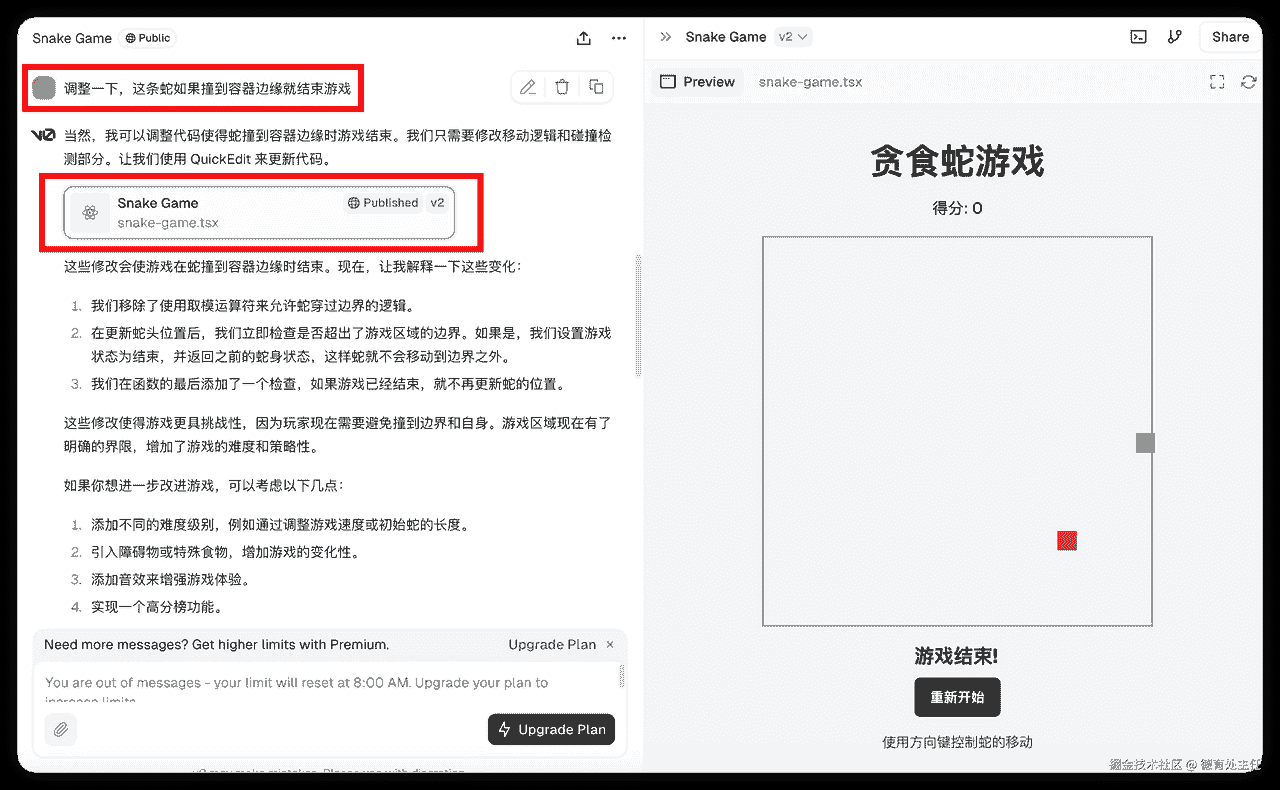 Snake Game Public
调整一下，这条蛇如果撞到容器边缘就结束游戏
v0 当然，我可以调整代码使得蛇撞到容器边缘时游戏结束。我们只需要修改移动逻辑和碰撞检
测部分。让我们使用 QuickEdit 来更新代码。
Snake Game Published v2
snake-game.tsx
这些修改会使游戏在蛇撞到容器边缘时结束。现在，让我解释一下这些变化：
1. 我们移除了使用取模运算符来允许蛇穿过边界的逻辑。
2. 在更新蛇头位置后，我们立即检查是否超出了游戏区域的边界。如果是，我们设置游戏
状态为结束，并返回之前的蛇身状态，这样蛇就不会移动到边界之外。
3. 我们在函数的最后添加了一个检查，如果游戏已经结束，就不再更新蛇的位置。
这些修改使得游戏更具挑战性，因为玩家现在需要避免撞到边界和自身。游戏区域现在有了
明确的界限，增加了游戏的难度和策略性。
如果你想进一步改进游戏，可以考虑以下几点：
1. 添加不同的难度级别，例如通过调整游戏速度或初始蛇的长度。
2. 引入障碍物或特殊食物，增加游戏的变化性。
3. 添加音效来增强游戏体验。
4. 实现一个高分榜功能。
Need more messages? Get higher limits with Premium. Upgrade Plan ×
You are out of messages - your limit will reset at 8:00 AM. Upgrade your plan to
increase limits
Upgrade Plan
v0 may make mistakes. Please use with discretion.
Snake Game v2 Share
Preview snake-game.tsx
贪食蛇游戏
得分: 0
游戏结束!
重新开始
使用方向键控制蛇的移动
掘金技术社区 @ 德育处主任